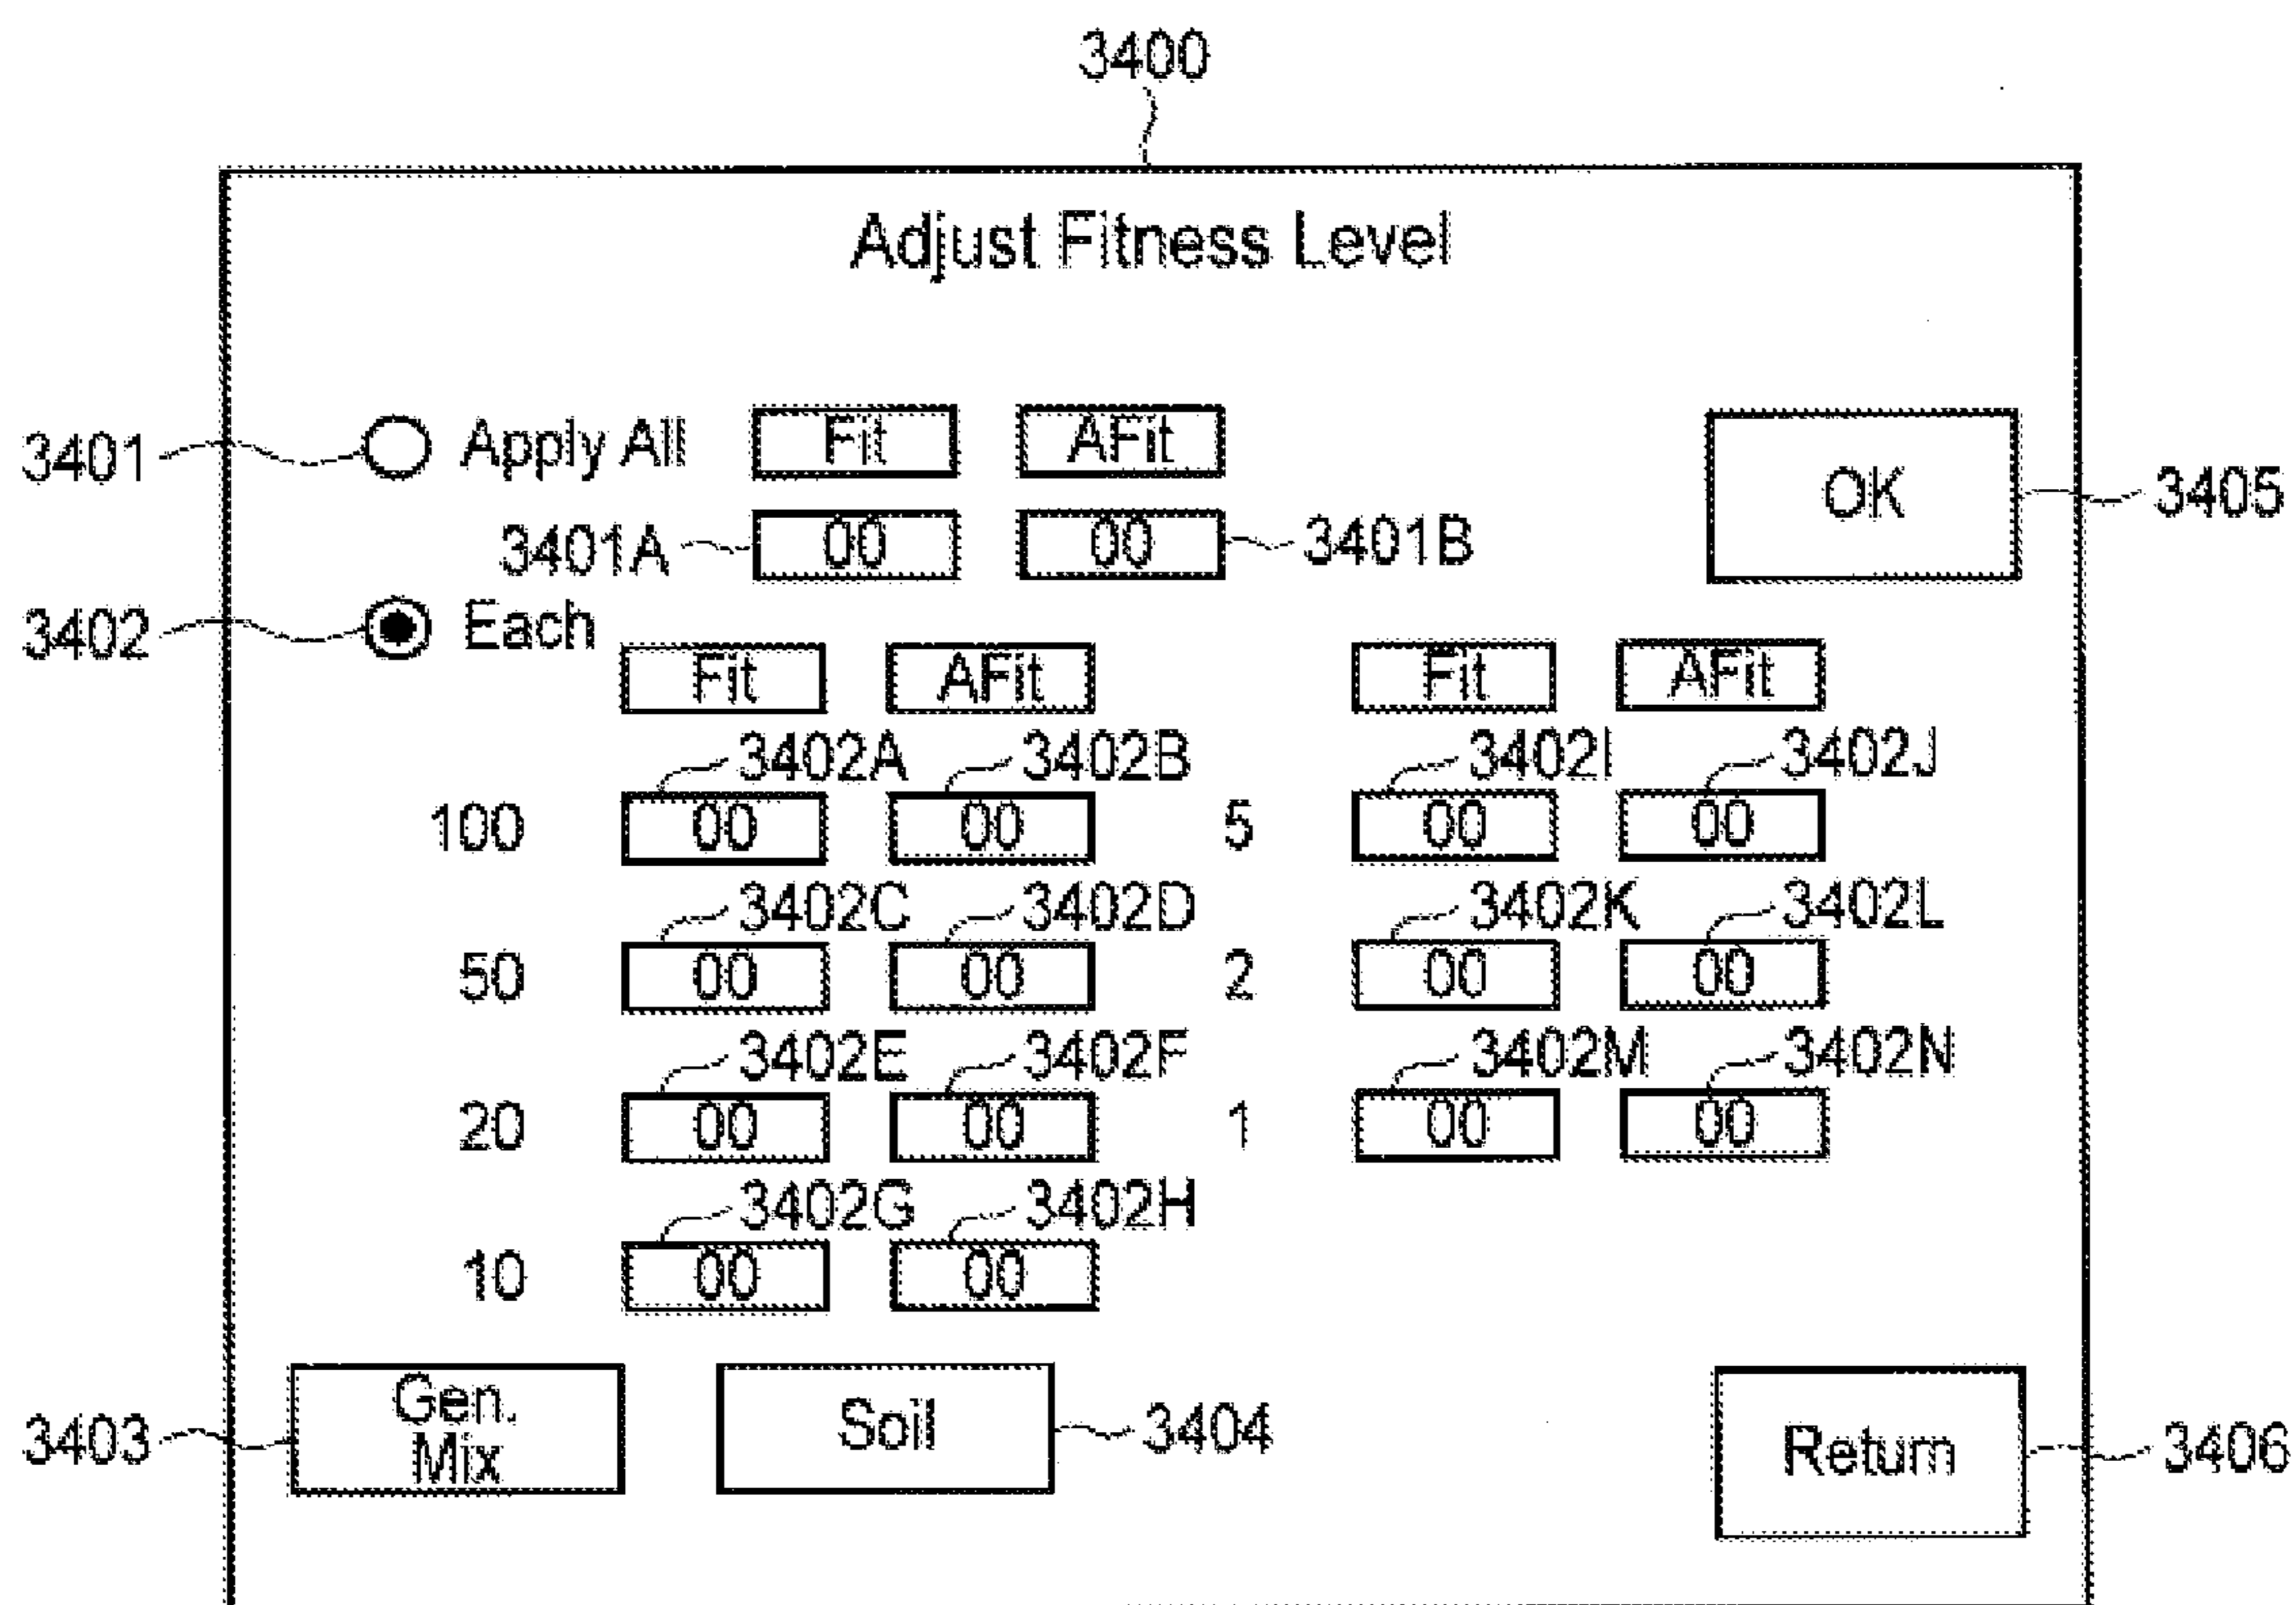 3400
Adjust Fitness Level
3401 Apply All Fit AFit
OK 3405
3401A 00 00 3401B
3402 Each
Fit AFit Fit AFit
3402A 3402B 3402I 3402J
100 00 00 5 00 00
3402C 3402D 3402K 3402L
50 00 00 2 00 00
3402E 3402F 3402M 3402N
20 00 00 1 00 00
3402G 3402H
10 00 00
3403 Gen. Mix Soil 3404
Return 3406